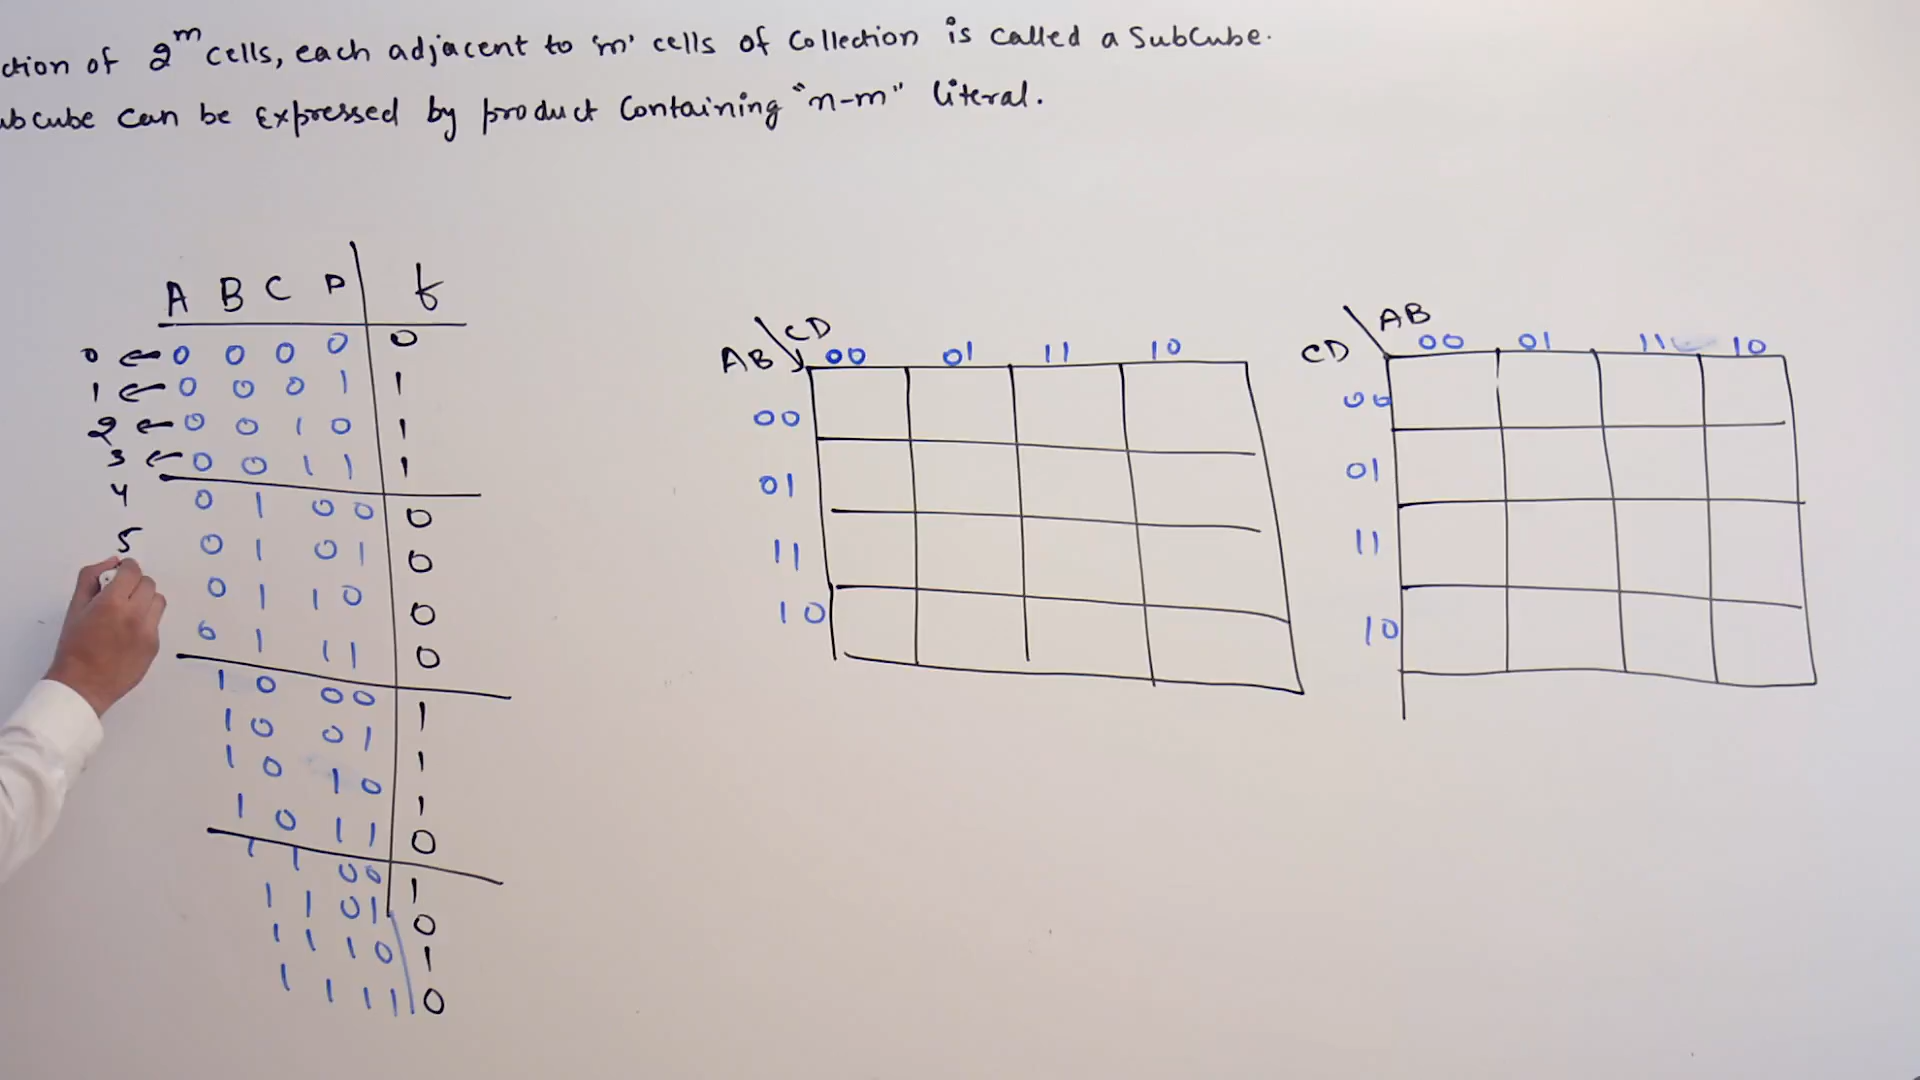 ction of 2^m cells, each adjacent to 'm' cells of collection is called a Subcube.
ubcube can be Expressed by product Containing "n-m" literal.
A B C D f
0 ← 0 0 0 0 0
1 ← 0 0 0 1 1
2 ← 0 0 1 0 1
3 ← 0 0 1 1 1
4 0 1 0 0 0
5 0 1 0 1 0
0 1 1 0 0
0 1 1 1 0
1 0 0 0 1
1 0 0 1 1
1 0 1 0 1
1 0 1 1 0
1 1 0 0 1
1 1 0 1 0
1 1 1 0 1
1 1 1 1 0
CD
AB 00 01 11 10
00
01
11
10
AB
CD 00 01 11 10
00
01
11
10